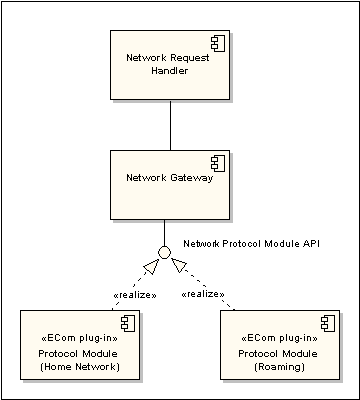 Network Request
Handler
Network Gateway
Network Protocol Module API
«realize»
«realize»
«ECom plug-in»
Protocol Module
(Home Network)
«ECom plug-in»
Protocol Module
(Roaming)